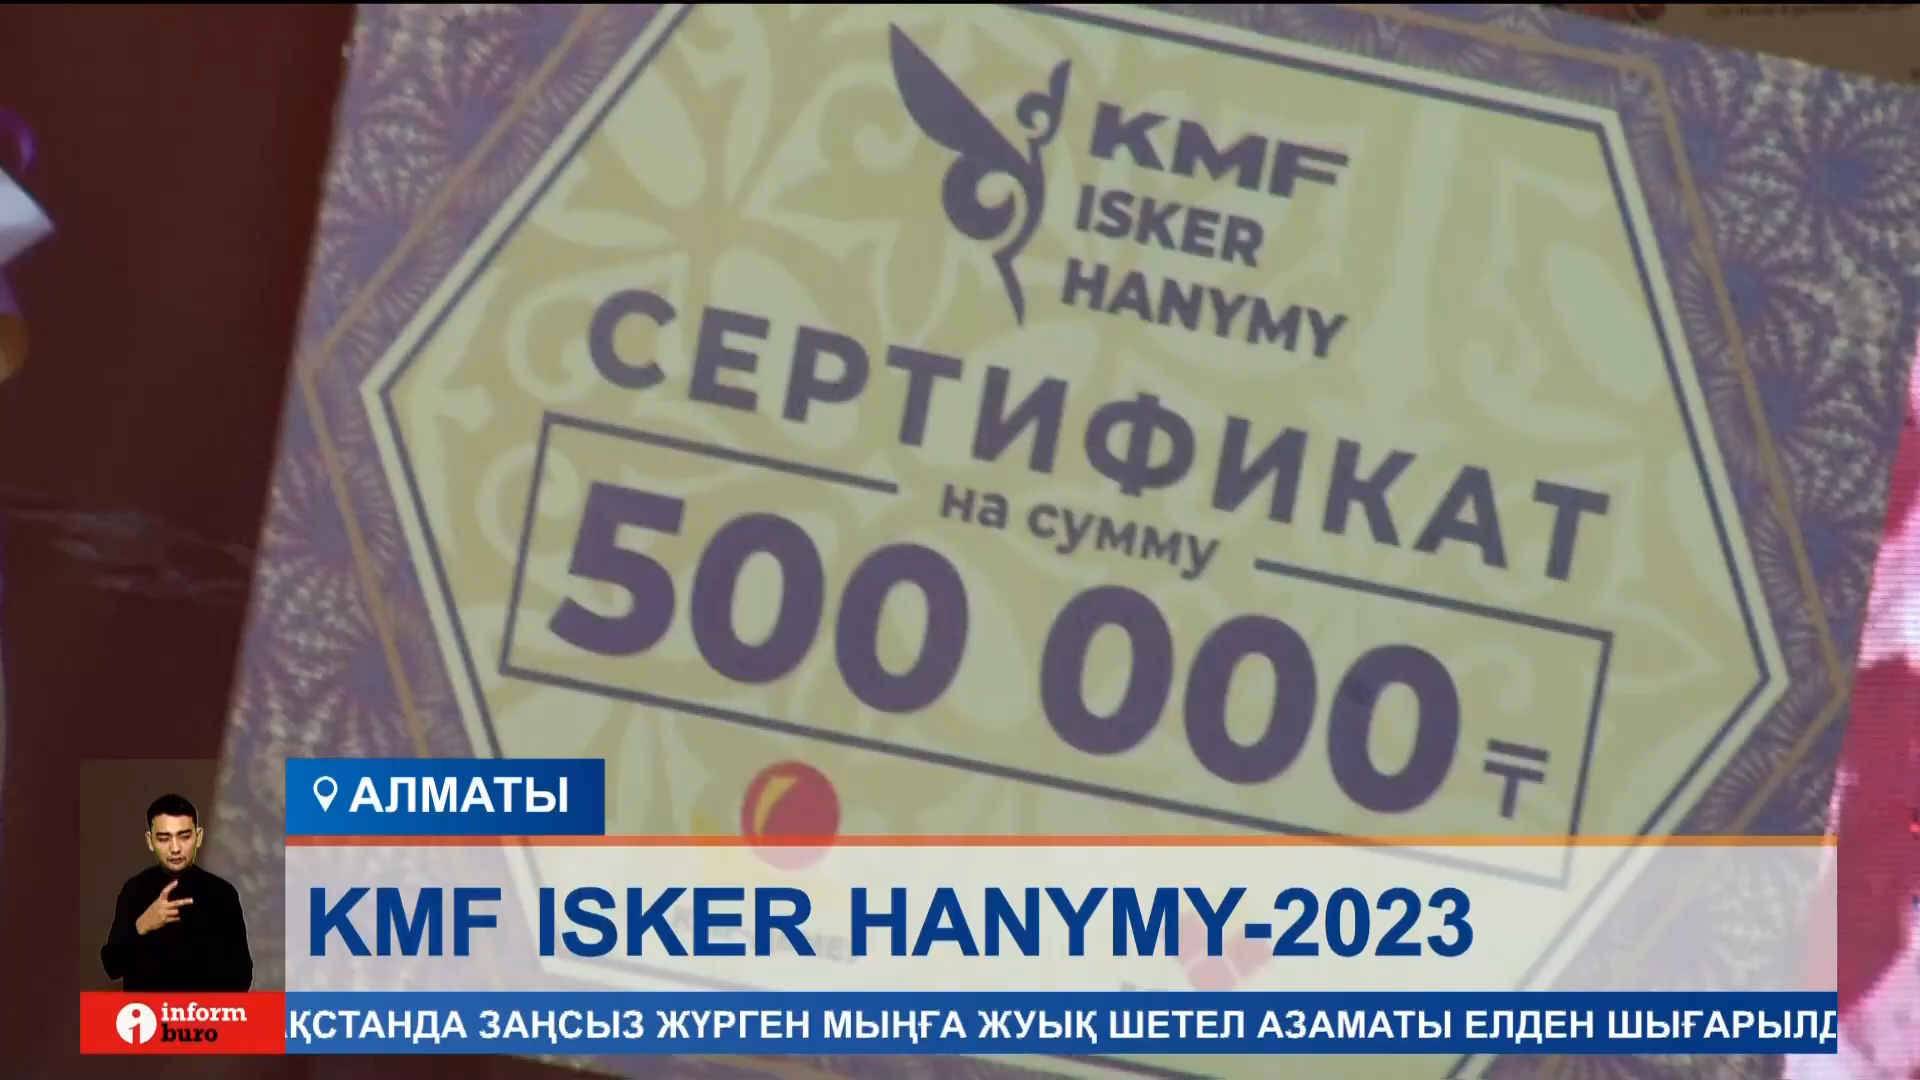 KMF
ISKER
HANYMY
СЕРТИФИКАТ
на сумму
500 000 ₸
АЛМАТЫ
KMF ISKER HANYMY-2023
inform
buro
АҚСТАНДА ЗАҢСЫЗ ЖҮРГЕН МЫҢҒА ЖУЫҚ ШЕТЕЛ АЗАМАТЫ ЕЛДЕН ШЫҒАРЫЛД